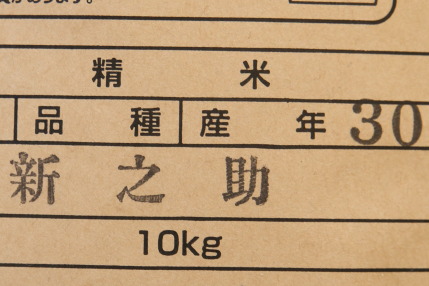 精米
品種 産年 30
新之助
10kg